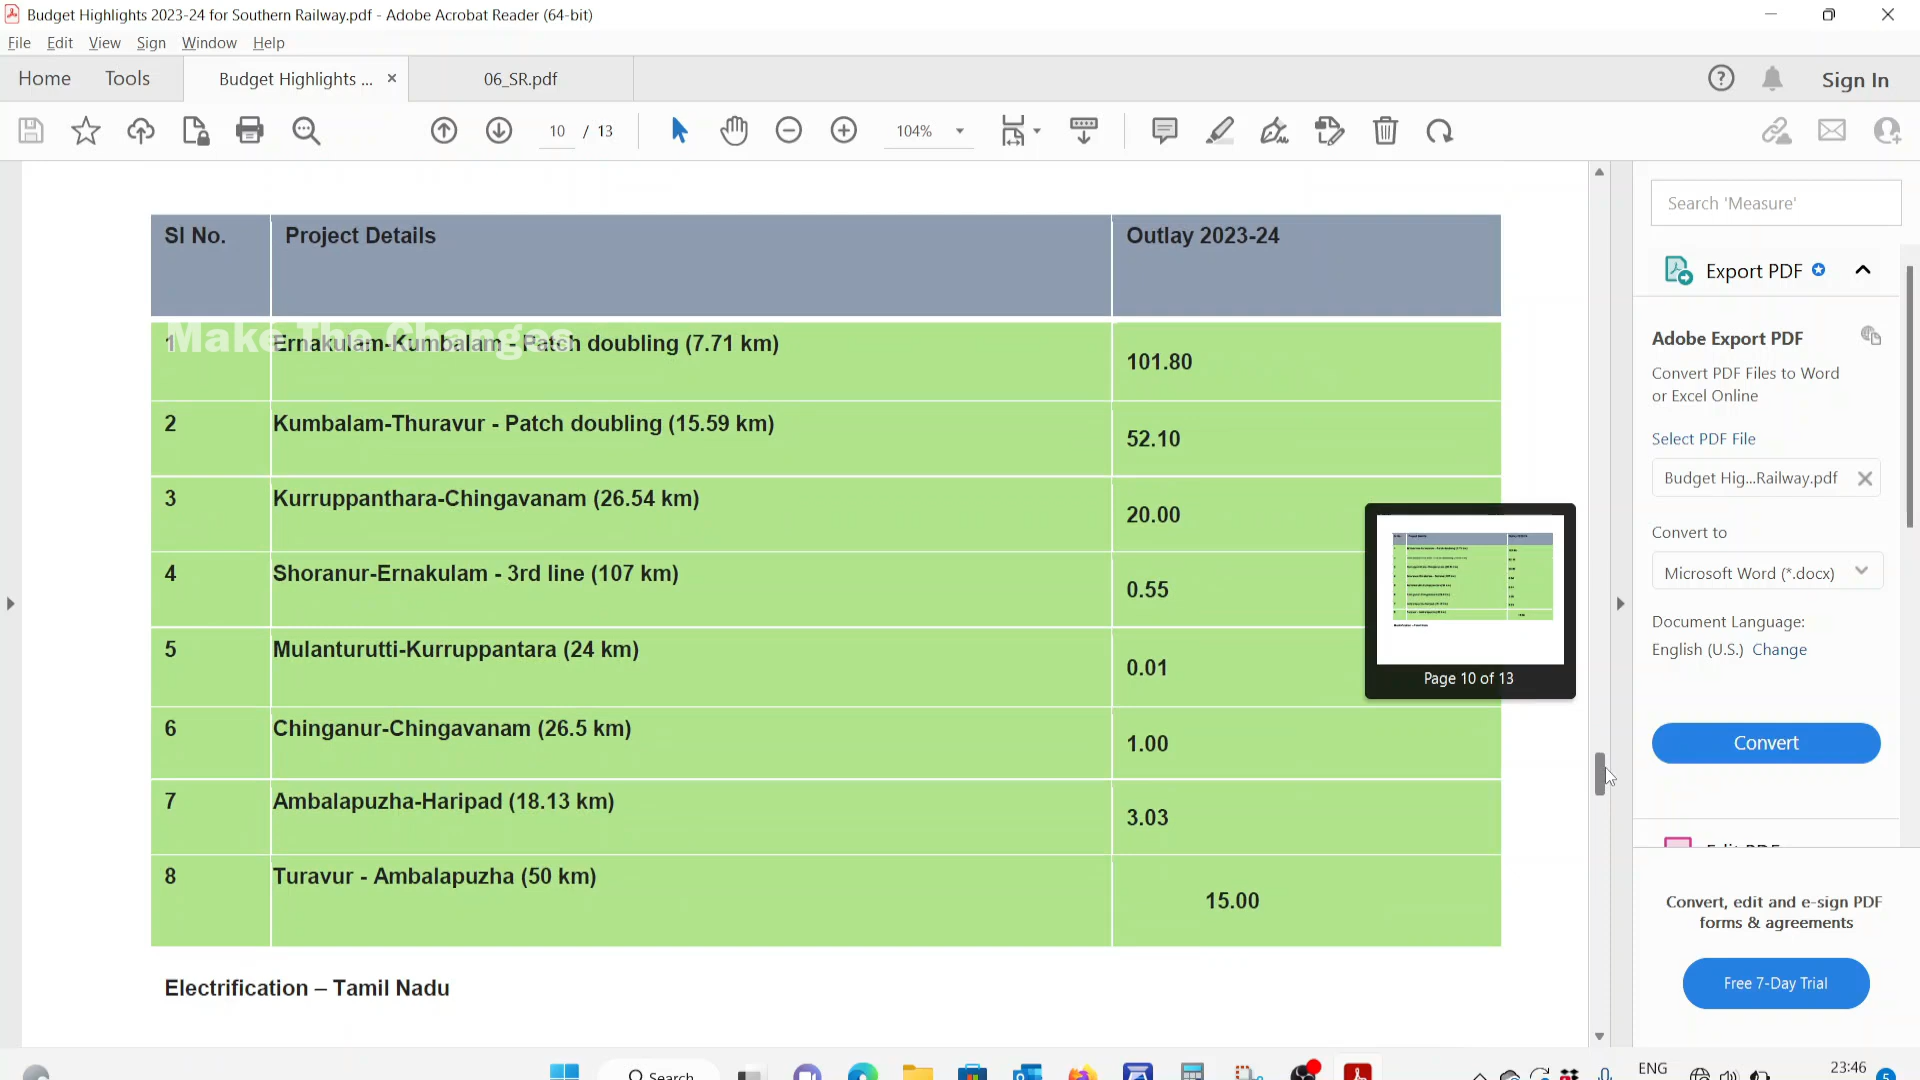 Budget Highlights 2023-24 for Southern Railway.pdf - Adobe Acrobat Reader (64-bit)
File Edit View Sign Window Help
Home Tools Budget Highlights ... × 06_SR.pdf Sign In
10 / 13 104%
Search 'Measure'
Sl No. Project Details Outlay 2023-24
Make The Changes
1 Ernakulam-Kumbalam - Patch doubling (7.71 km) 101.80
2 Kumbalam-Thuravur - Patch doubling (15.59 km) 52.10
3 Kurruppanthara-Chingavanam (26.54 km) 20.00
4 Shoranur-Ernakulam - 3rd line (107 km) 0.55
5 Mulanturutti-Kurruppantara (24 km) 0.01
6 Chinganur-Chingavanam (26.5 km) 1.00
7 Ambalapuzha-Haripad (18.13 km) 3.03
8 Turavur - Ambalapuzha (50 km) 15.00
Electrification – Tamil Nadu
Page 10 of 13
Export PDF
Adobe Export PDF
Convert PDF Files to Word
or Excel Online
Select PDF File
Budget Hig...Railway.pdf
Convert to
Microsoft Word (*.docx)
Document Language:
English (U.S.) Change
Convert
Convert, edit and e-sign PDF
forms & agreements
Free 7-Day Trial
Search
ENG
23:46
5